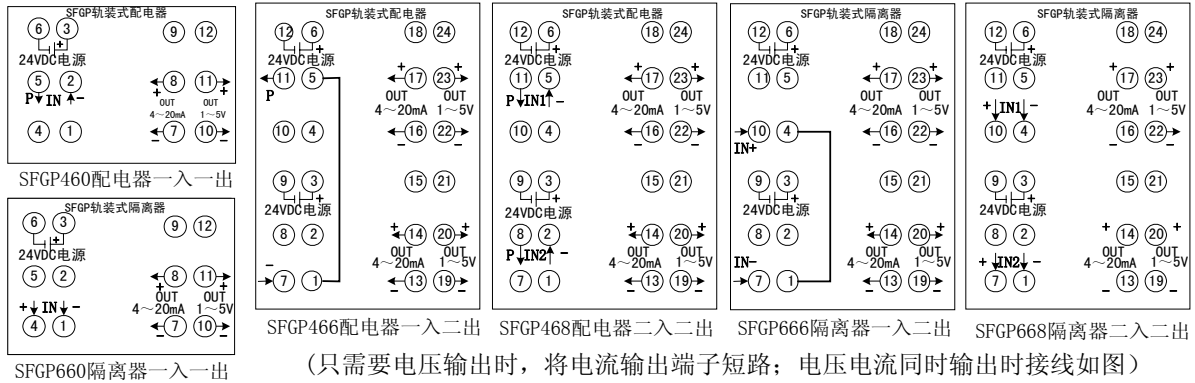 SFGP轨装式配电器
6 3 9 12
24VDC电源
5 2 8 11
P IN - + +
OUT OUT
4～20mA 1～5V
4 1 7 10
- -
SFGP460配电器一入一出
SFGP轨装式隔离器
6 3 9 12
+
24VDC电源
5 2 8 11
+ IN - + +
OUT OUT
4～20mA 1～5V
4 1 7 10
- -
SFGP660隔离器一入一出
SFGP轨装式配电器
12 6 18 24
+
24VDC电源
11 5 17 23
P + +
OUT OUT
4～20mA 1～5V
10 4 16 22
- -
9 3 15 21
+
24VDC电源
8 2 14 20
+ +
OUT OUT
4～20mA 1～5V
-
7 1 13 19
- -
SFGP466配电器一入二出
SFGP轨装式配电器
12 6 18 24
+
24VDC电源
11 5 17 23
P IN1 - + +
OUT OUT
4～20mA 1～5V
10 4 16 22
- -
9 3 15 21
+
24VDC电源
8 2 14 20
P IN2 - + +
OUT OUT
4～20mA 1～5V
7 1 13 19
- -
SFGP468配电器二入二出
SFGP轨装式隔离器
12 6 18 24
+
24VDC电源
11 5 17 23
+ +
OUT OUT
4～20mA 1～5V
10 4 16 22
IN+ - -
9 3 15 21
+
24VDC电源
8 2 14 20
+ +
OUT OUT
4～20mA 1～5V
IN-
7 1 13 19
- -
SFGP666隔离器一入二出
SFGP轨装式隔离器
12 6 18 24
+
24VDC电源
11 5 17 23
+ +
OUT OUT
+ IN1 - 4～20mA 1～5V
10 4 16 22
- -
9 3 15 21
+
24VDC电源
8 2 14 20
+ +
OUT OUT
+ IN2 - 4～20mA 1～5V
7 1 13 19
- -
SFGP668隔离器二入二出
(只需要电压输出时，将电流输出端子短路；电压电流同时输出时接线如图)